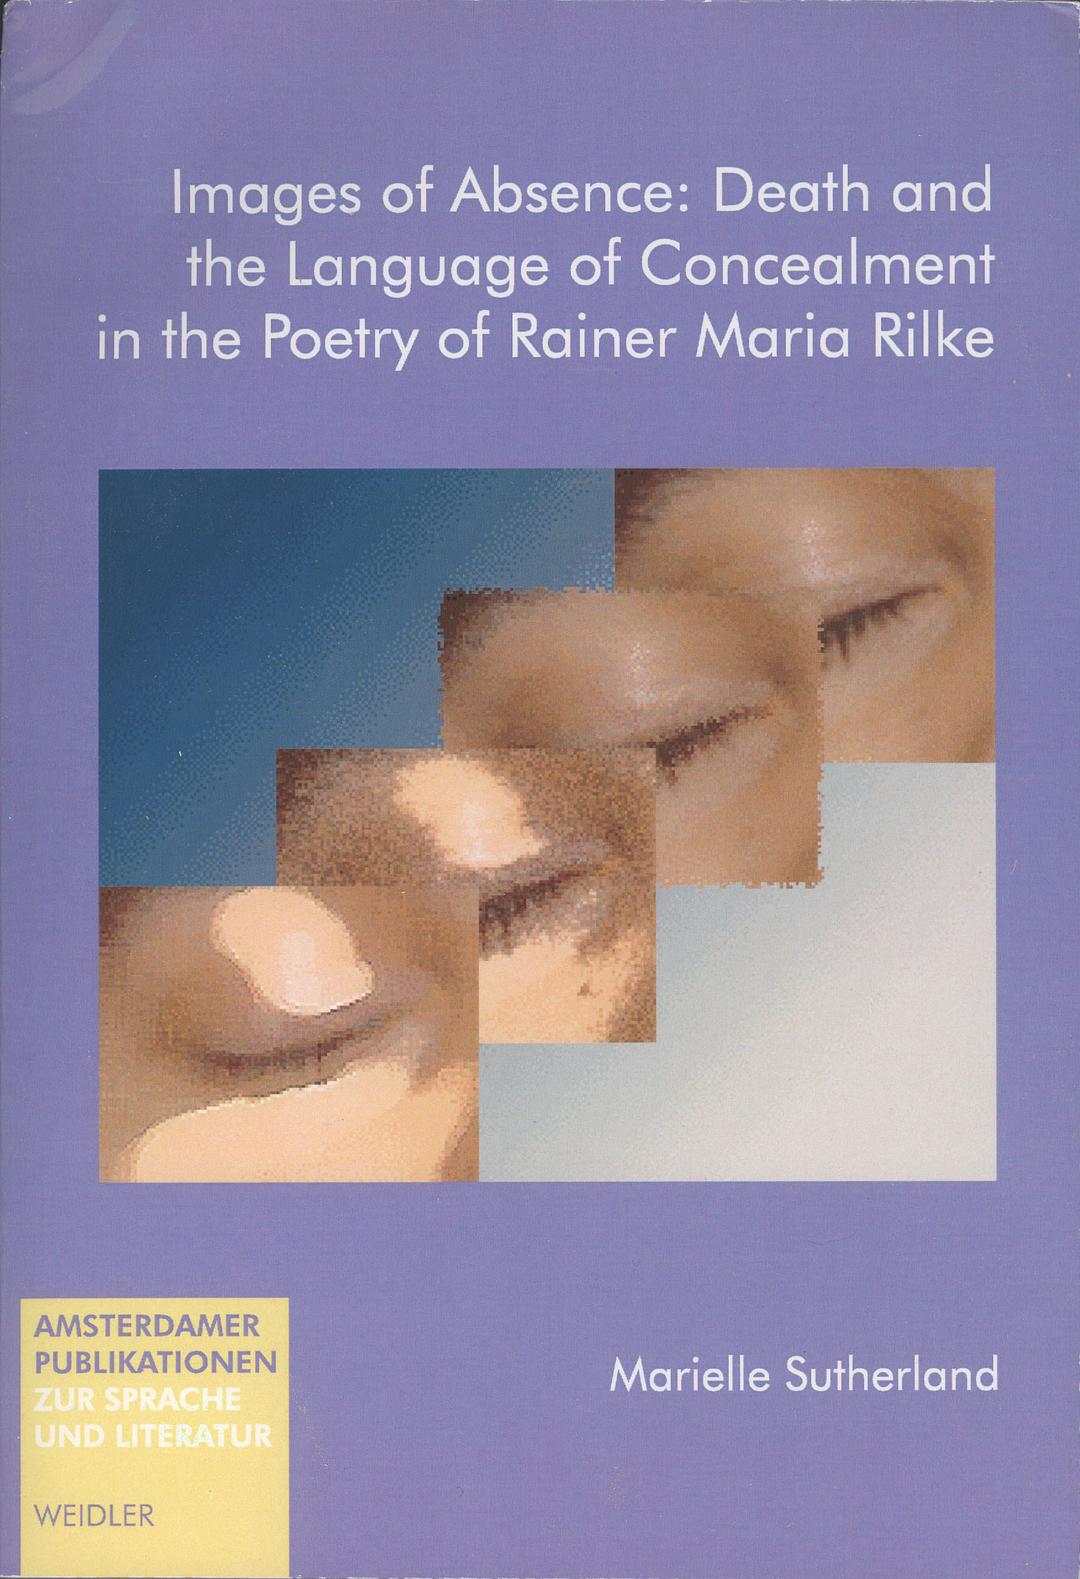 Images of Absence: Death and
the Language of Concealment
in the Poetry of Rainer Maria Rilke
AMSTERDAMER
PUBLIKATIONEN
ZUR SPRACHE
UND LITERATUR
WEIDLER
Marielle Sutherland